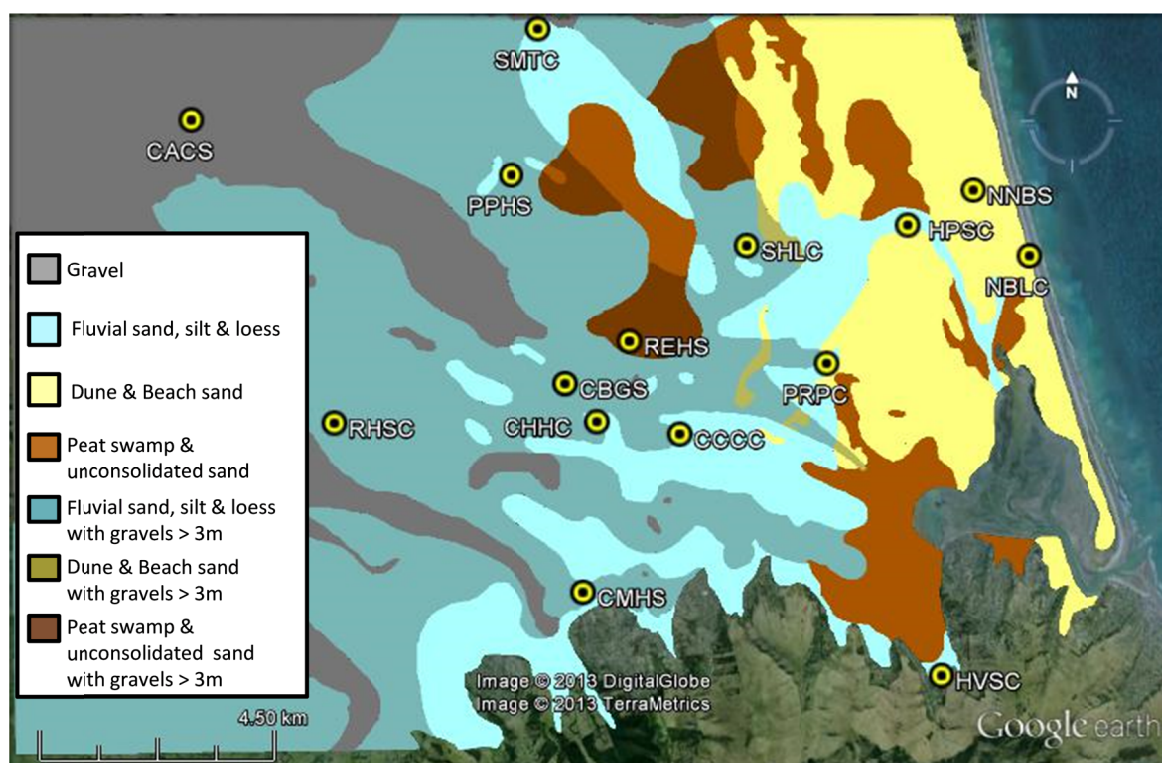 SMTC
N
CACS
PPHS
NNBS
HPSC
SHLC
NBLC
Gravel
Fluvial sand, silt & loess
REHS
PRPC
Dune & Beach sand
CBGS
RHSC
CHHC
CCCC
Peat swamp &
unconsolidated sand
Fluvial sand, silt & loess
with gravels > 3m
Dune & Beach sand
with gravels > 3m
CMHS
Peat swamp &
unconsolidated sand
with gravels > 3m
HVSC
Image © 2013 DigitalGlobe
Image © 2013 TerraMetrics
4.50 km
Google earth